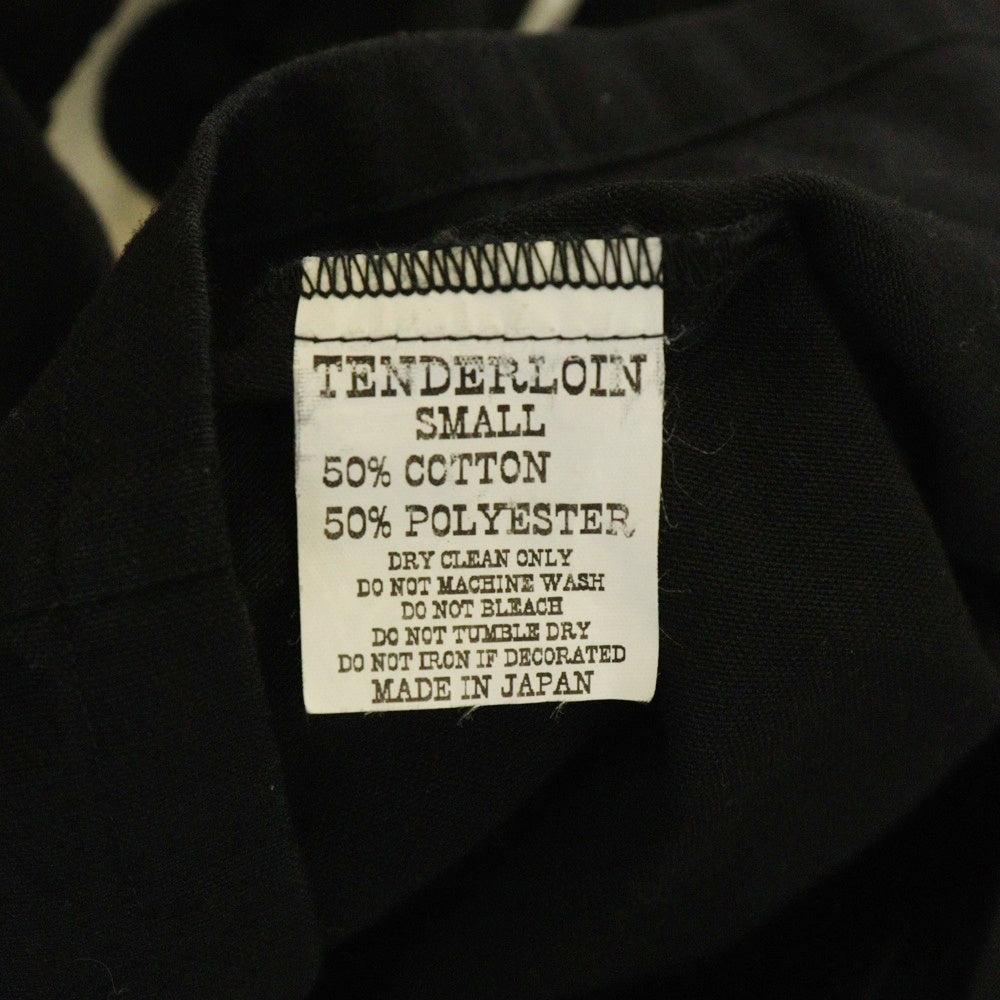 TENDERLOIN
SMALL
50% COTTON
50% POLYESTER
DRY CLEAN ONLY
DO NOT MACHINE WASH
DO NOT BLEACH
DO NOT TUMBLE DRY
DO NOT IRON IF DECORATED
MADE IN JAPAN